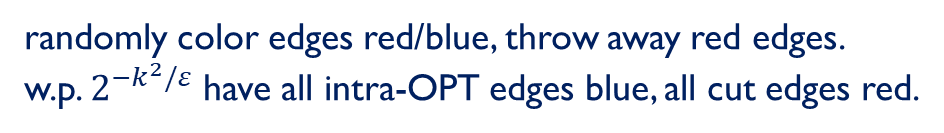 randomly color edges red/blue, throw away red edges.
w.p. $2^{-k^2/\varepsilon}$ have all intra-OPT edges blue, all cut edges red.